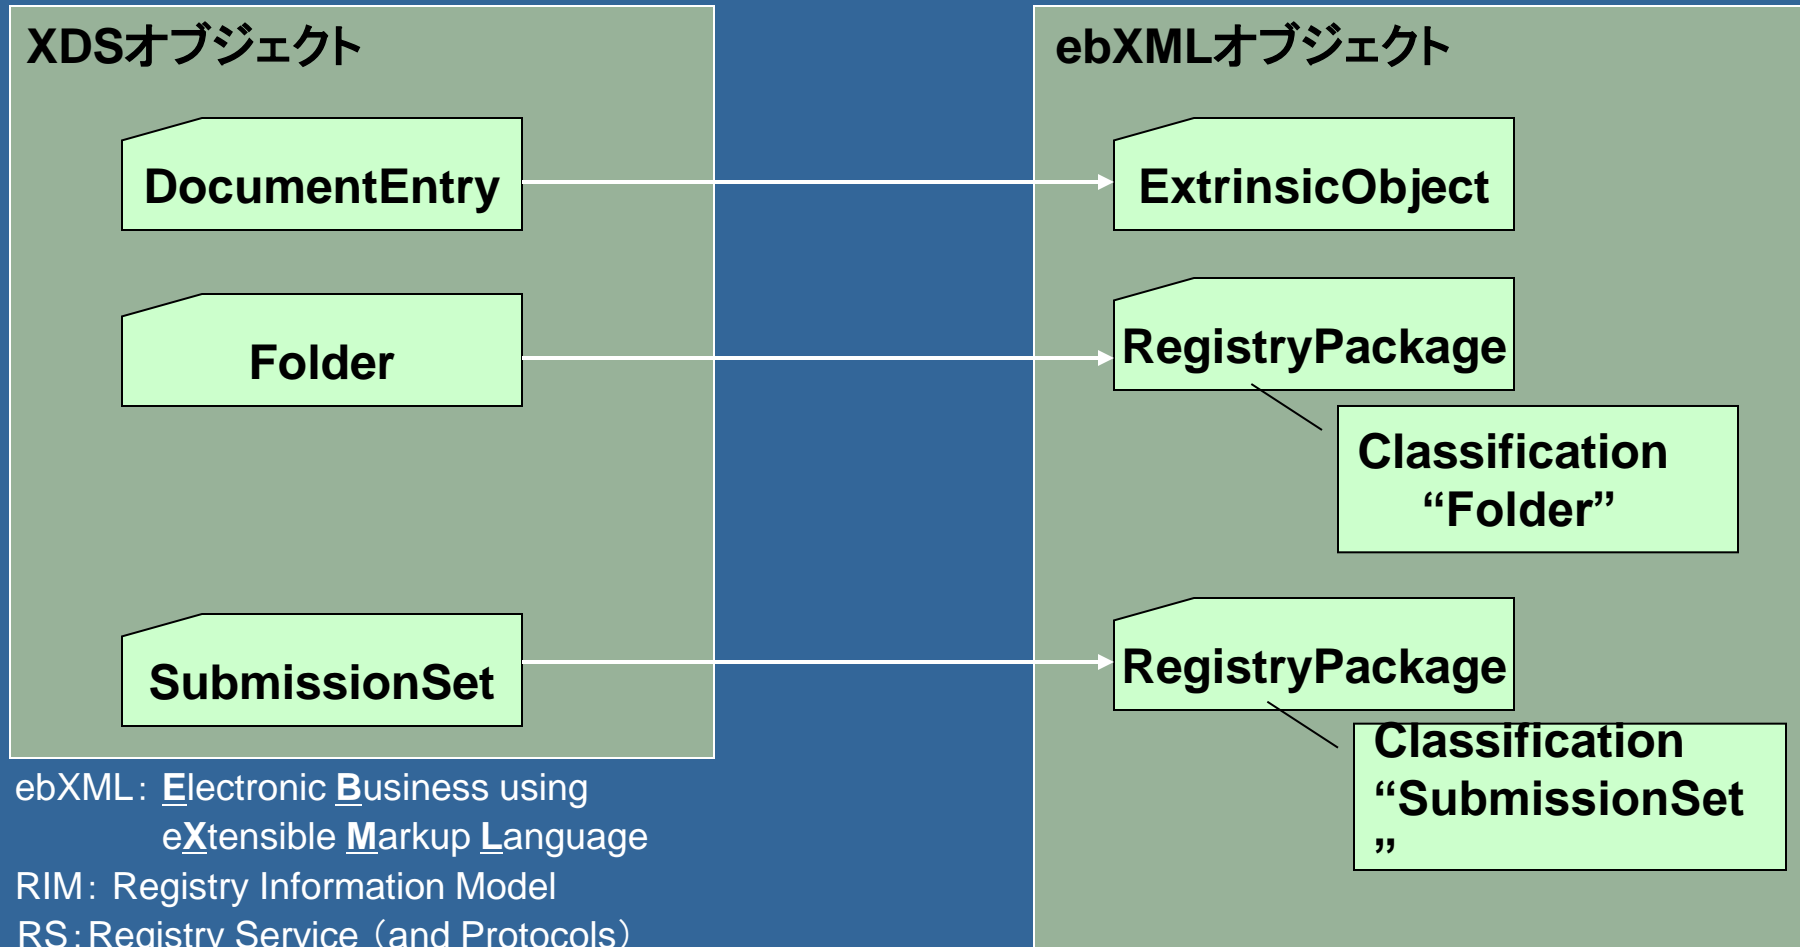 XDSオブジェクト
DocumentEntry
Folder
SubmissionSet
ebXMLオブジェクト
ExtrinsicObject
RegistryPackage
Classification
“Folder”
RegistryPackage
Classification
“SubmissionSet
”
ebXML： Electronic Business using
eXtensible Markup Language
RIM： Registry Information Model
RS：Registry Service （and Protocols）